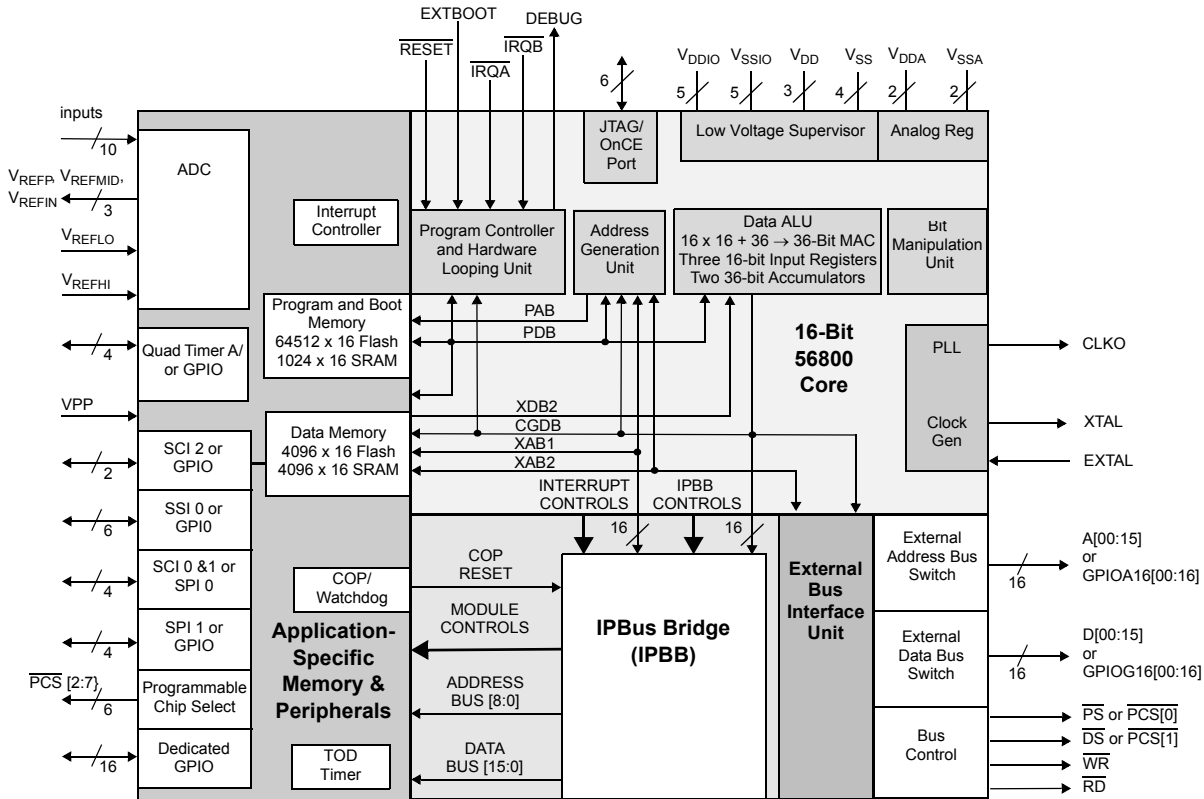 EXTBOOT
DEBUG
RESET
IRQB
IRQA
6
VDDIO
VSSIO
VDD
VSS
VDDA
VSSA
5
5
3
4
2
2
JTAG/
OnCE
Port
Low Voltage Supervisor
Analog Reg
inputs
10
VREFP, VREFMID,
VREFIN
3
VREFLO
VREFHI
ADC
Interrupt
Controller
Program Controller
and Hardware
Looping Unit
Address
Generation
Unit
Data ALU
16 x 16 + 36 → 36-Bit MAC
Three 16-bit Input Registers
Two 36-bit Accumulators
Bit
Manipulation
Unit
Program and Boot
Memory
64512 x 16 Flash
1024 x 16 SRAM
PAB
PDB
16-Bit
56800
Core
PLL
Clock
Gen
CLKO
XTAL
EXTAL
4
Quad Timer A/
or GPIO
VPP
Data Memory
4096 x 16 Flash
4096 x 16 SRAM
XDB2
CGDB
XAB1
XAB2
2
SCI 2 or
GPIO
6
SSI 0 or
GPI0
4
SCI 0 &1 or
SPI 0
4
SPI 1 or
GPIO
PCS [2:7}
6
Programmable
Chip Select
16
Dedicated
GPIO
INTERRUPT
CONTROLS
16
IPBB
CONTROLS
16
COP/
Watchdog
COP
RESET
MODULE
CONTROLS
ADDRESS
BUS [8:0]
DATA
BUS [15:0]
Application-
Specific
Memory &
Peripherals
TOD
Timer
IPBus Bridge
(IPBB)
External
Bus
Interface
Unit
External
Address Bus
Switch
16
A[00:15]
or
GPIOA16[00:16]
External
Data Bus
Switch
16
D[00:15]
or
GPIOG16[00:16]
Bus
Control
PS or PCS[0]
DS or PCS[1]
WR
RD